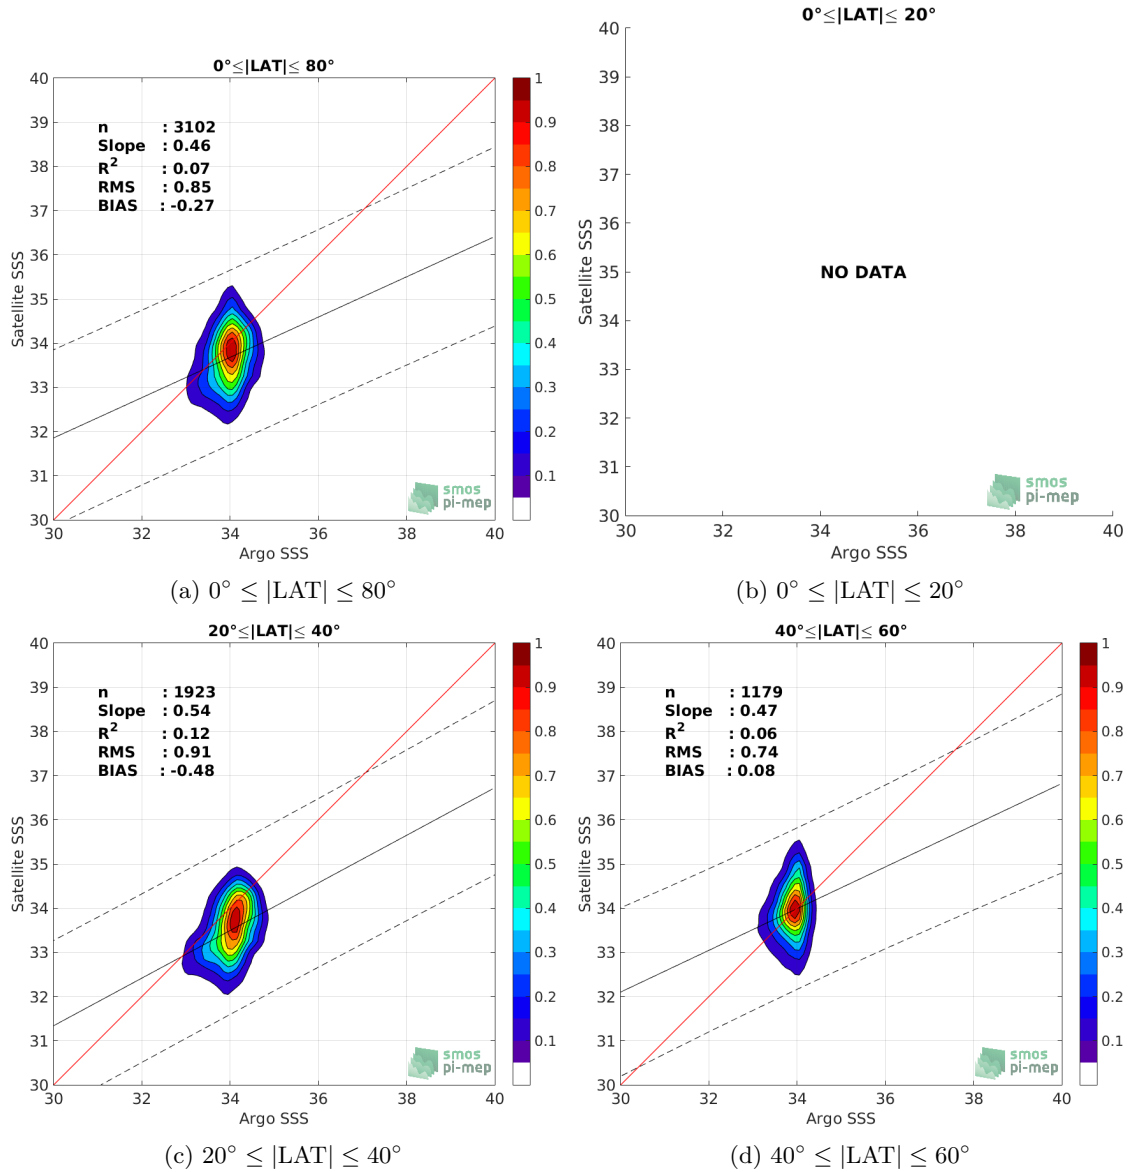 0°≤|LAT|≤ 80°
40
39
38
37
36
35
34
33
32
31
30
30
32
34
36
38
40
Satellite SSS
Argo SSS
n : 3102
Slope : 0.46
R² : 0.07
RMS : 0.85
BIAS : -0.27
1
0.9
0.8
0.7
0.6
0.5
0.4
0.3
0.2
0.1
smos
pi-mep
(a) 0° ≤ |LAT| ≤ 80°
0°≤|LAT|≤ 20°
40
39
38
37
36
35
34
33
32
31
30
30
32
34
36
38
40
Satellite SSS
Argo SSS
NO DATA
smos
pi-mep
(b) 0° ≤ |LAT| ≤ 20°
20°≤|LAT|≤ 40°
40
39
38
37
36
35
34
33
32
31
30
30
32
34
36
38
40
Satellite SSS
Argo SSS
n : 1923
Slope : 0.54
R² : 0.12
RMS : 0.91
BIAS : -0.48
1
0.9
0.8
0.7
0.6
0.5
0.4
0.3
0.2
0.1
smos
pi-mep
(c) 20° ≤ |LAT| ≤ 40°
40°≤|LAT|≤ 60°
40
39
38
37
36
35
34
33
32
31
30
30
32
34
36
38
40
Satellite SSS
Argo SSS
n : 1179
Slope : 0.47
R² : 0.06
RMS : 0.74
BIAS : 0.08
1
0.9
0.8
0.7
0.6
0.5
0.4
0.3
0.2
0.1
smos
pi-mep
(d) 40° ≤ |LAT| ≤ 60°